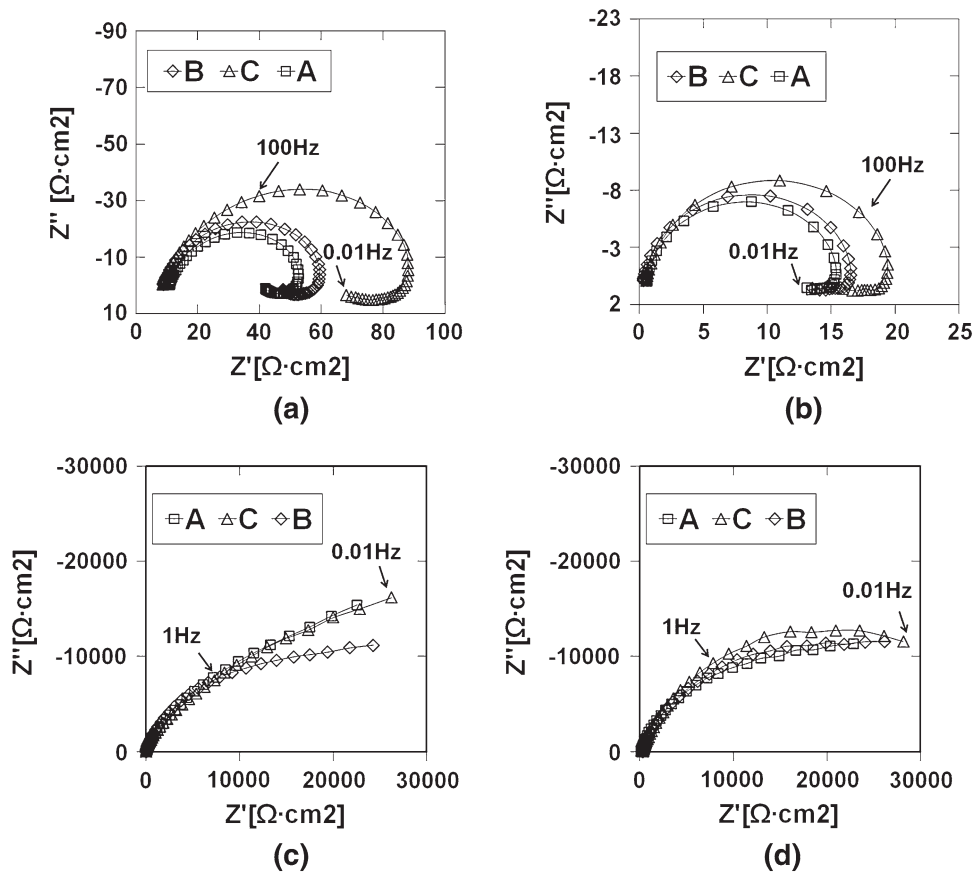 -90
-70
-50
-30
-10
10
Z'' [Ω·cm2]
B C A
100Hz
0.01Hz
0 20 40 60 80 100
Z'[Ω·cm2]
(a)
-23
-18
-13
-8
-3
2
Z'' [Ω·cm2]
B C A
100Hz
0.01Hz
0 5 10 15 20 25
Z'[Ω·cm2]
(b)
-30000
-20000
-10000
0
Z''[Ω·cm2]
A C B
0.01Hz
1Hz
0 10000 20000 30000
Z'[Ω·cm2]
(c)
-30000
-20000
-10000
0
Z''[Ω·cm2]
A C B
0.01Hz
1Hz
0 10000 20000 30000
Z'[Ω·cm2]
(d)